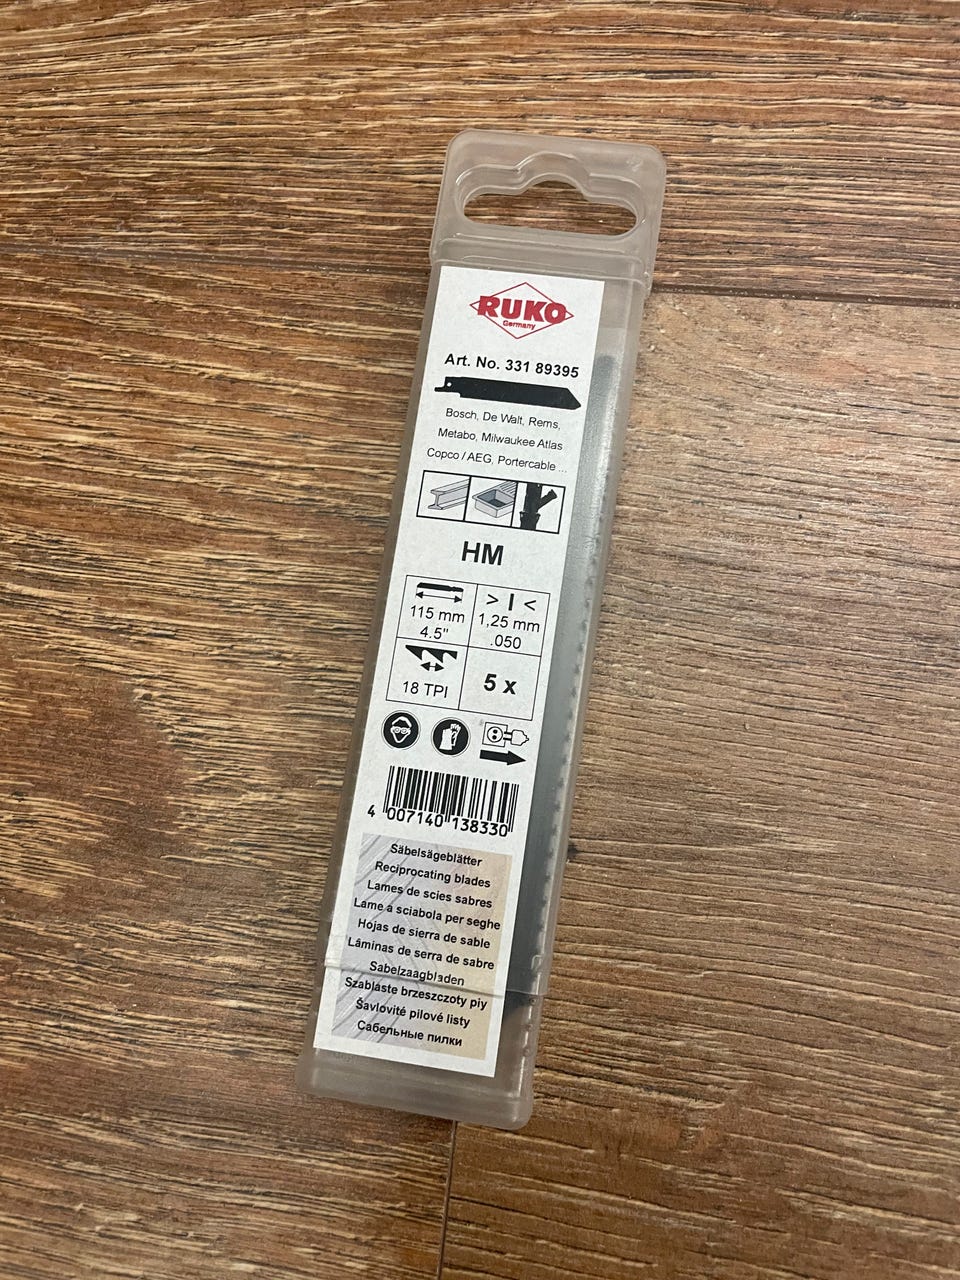 RUKO
Germany
Art. No. 331 89395
Bosch, De Walt, Rems,
Metabo, Milwaukee Atlas
Copco / AEG, Portercable ...
HM
115 mm
4.5"
> | <
1,25 mm
.050
18 TPI
5 x
4 007140 138330
Säbelsägeblätter
Reciprocating blades
Lames de scies sabres
Lame a sciabola per seghe
Hojas de sierra de sable
Lâminas de serra de sabre
Sabelzaagbladen
Szablaste brzeszczoty piy
Šavlovité pilové listy
Сабельные пилки